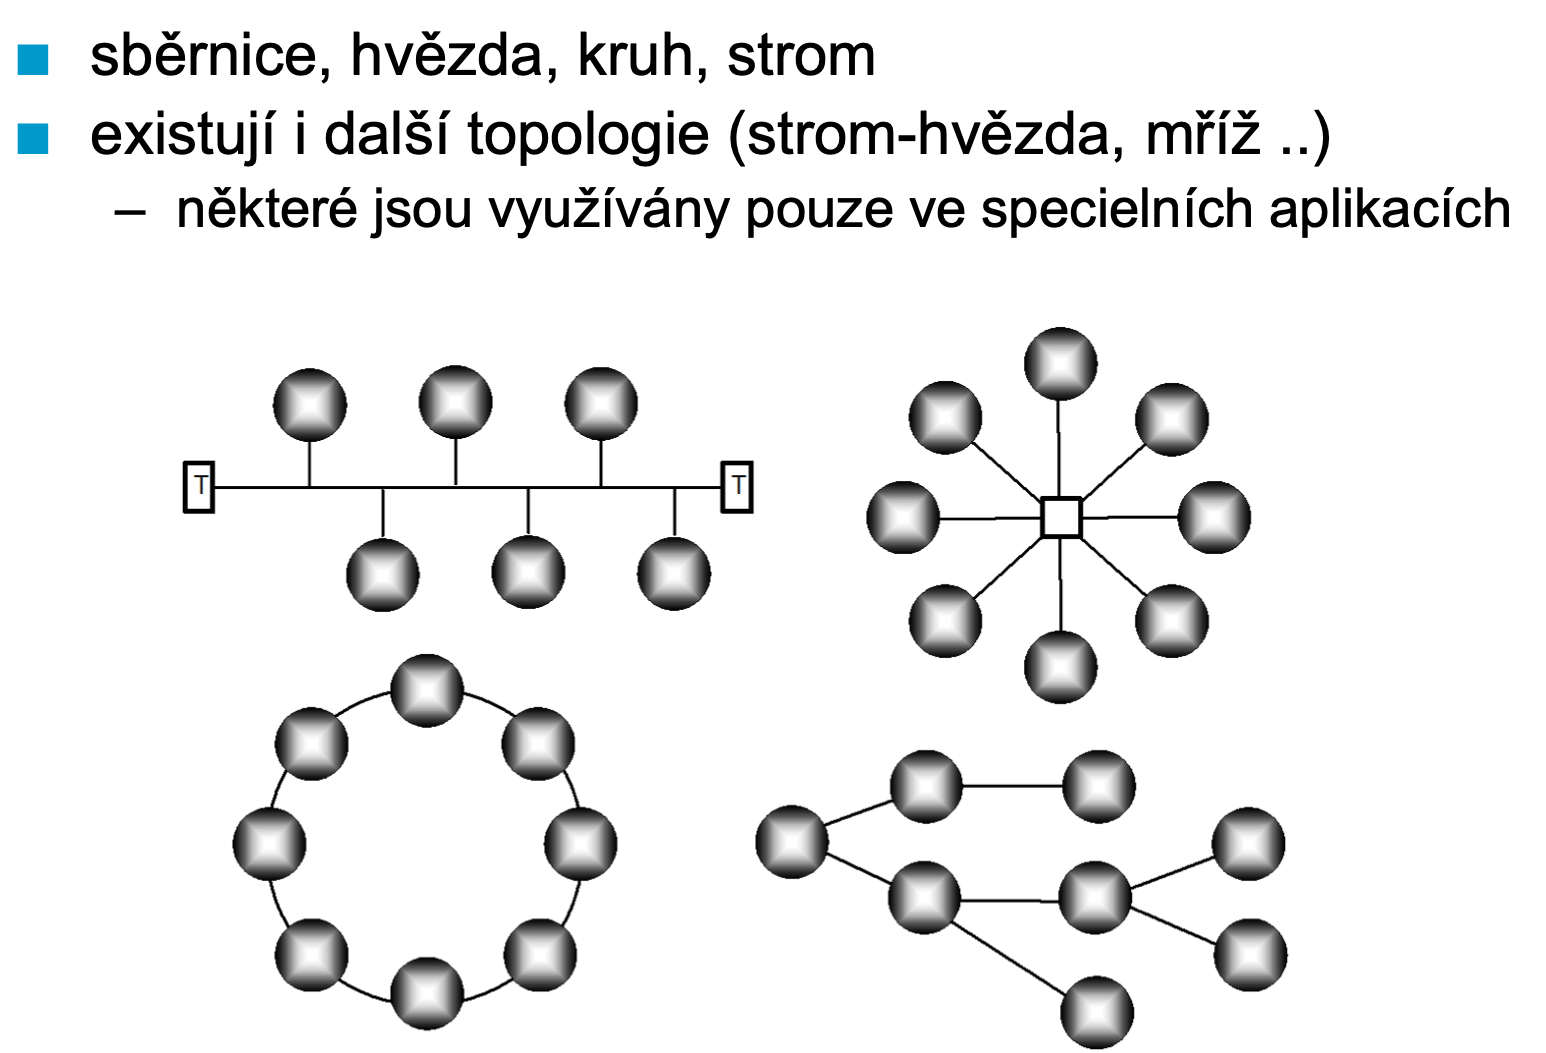 sběrnice, hvězda, kruh, strom
existují i další topologie (strom-hvězda, mříž ..)
– některé jsou využívány pouze ve specielních aplikacích
T T